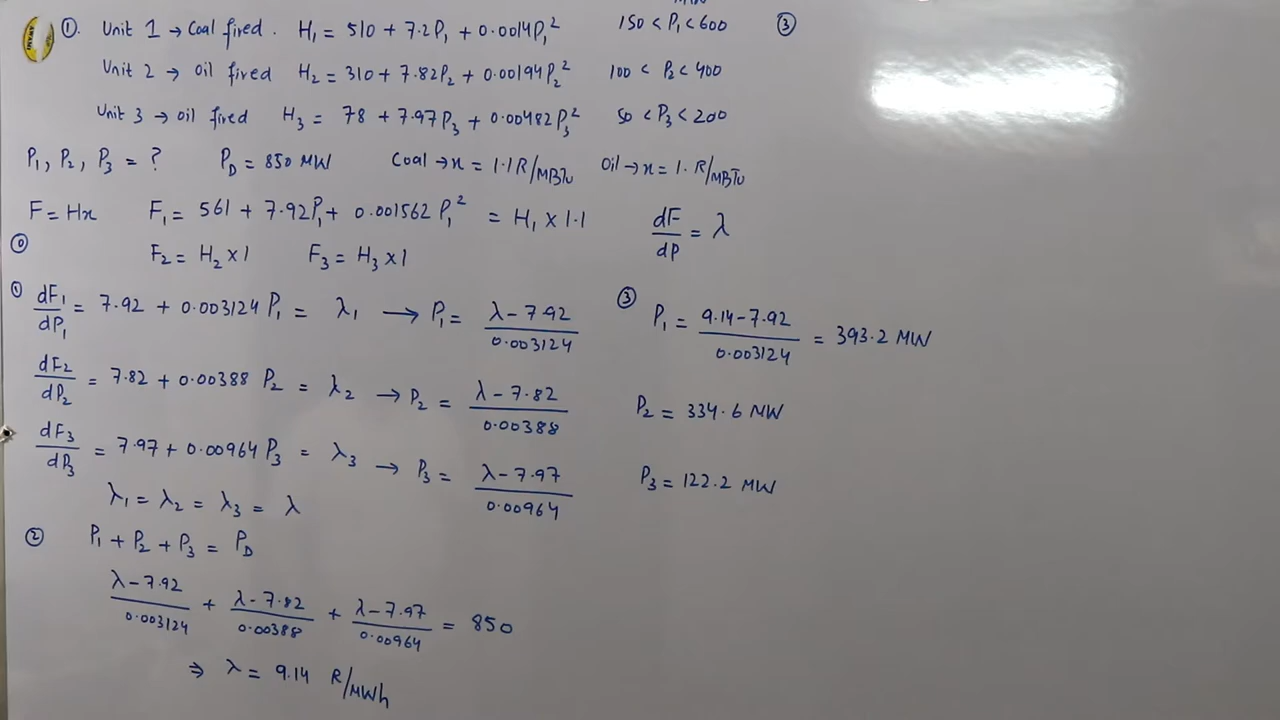 ①. Unit 1 → Coal fired. H₁ = 510 + 7.2P₁ + 0.0014P₁² 150 < P₁ < 600 ③
Unit 2 → Oil fired H₂ = 310 + 7.82P₂ + 0.00194P₂² 100 < P₂ < 400
Unit 3 → oil fired H₃ = 78 + 7.97P₃ + 0.00482P₃² 50 < P₃ < 200
P₁, P₂, P₃ = ? P_D = 850 MW Coal → x = 1.1 R/MBTu Oil → x = 1. R/MBTu
F = Hx F₁ = 561 + 7.92P₁ + 0.001562 P₁² = H₁ × 1.1 dF/dP = λ
⓪ F₂ = H₂ × 1 F₃ = H₃ × 1
① dF₁/dP₁ = 7.92 + 0.003124 P₁ = λ₁ → P₁ = (λ - 7.92)/0.003124
dF₂/dP₂ = 7.82 + 0.00388 P₂ = λ₂ → P₂ = (λ - 7.82)/0.00388
dF₃/dP₃ = 7.97 + 0.00964 P₃ = λ₃ → P₃ = (λ - 7.97)/0.00964
λ₁ = λ₂ = λ₃ = λ
② P₁ + P₂ + P₃ = P_D
(λ - 7.92)/0.003124 + (λ - 7.82)/0.00388 + (λ - 7.97)/0.00964 = 850
⇒ λ = 9.14 R/MWh
③ P₁ = (9.14 - 7.92)/0.003124 = 393.2 MW
P₂ = 334.6 MW
P₃ = 122.2 MW